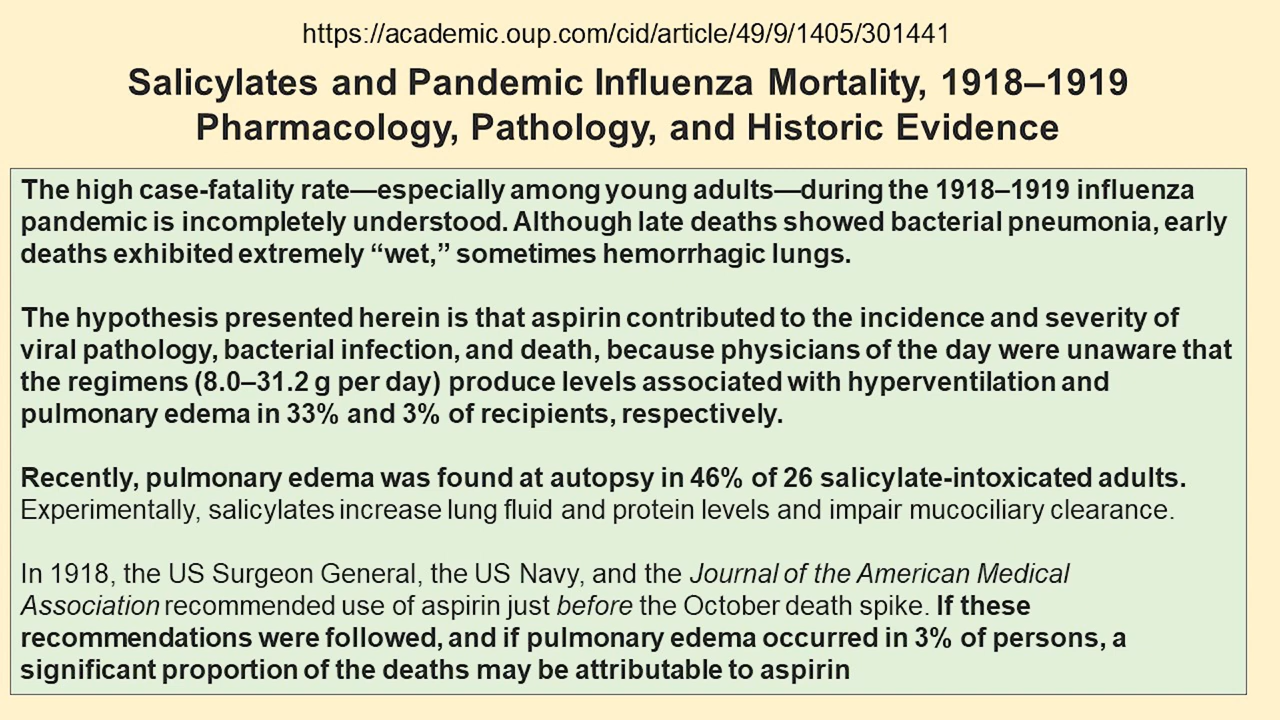 https://academic.oup.com/cid/article/49/9/1405/301441
Salicylates and Pandemic Influenza Mortality, 1918–1919
Pharmacology, Pathology, and Historic Evidence
The high case-fatality rate—especially among young adults—during the 1918–1919 influenza
pandemic is incompletely understood. Although late deaths showed bacterial pneumonia, early
deaths exhibited extremely “wet,” sometimes hemorrhagic lungs.
The hypothesis presented herein is that aspirin contributed to the incidence and severity of
viral pathology, bacterial infection, and death, because physicians of the day were unaware that
the regimens (8.0–31.2 g per day) produce levels associated with hyperventilation and
pulmonary edema in 33% and 3% of recipients, respectively.
Recently, pulmonary edema was found at autopsy in 46% of 26 salicylate-intoxicated adults.
Experimentally, salicylates increase lung fluid and protein levels and impair mucociliary clearance.
In 1918, the US Surgeon General, the US Navy, and the Journal of the American Medical
Association recommended use of aspirin just before the October death spike. If these
recommendations were followed, and if pulmonary edema occurred in 3% of persons, a
significant proportion of the deaths may be attributable to aspirin